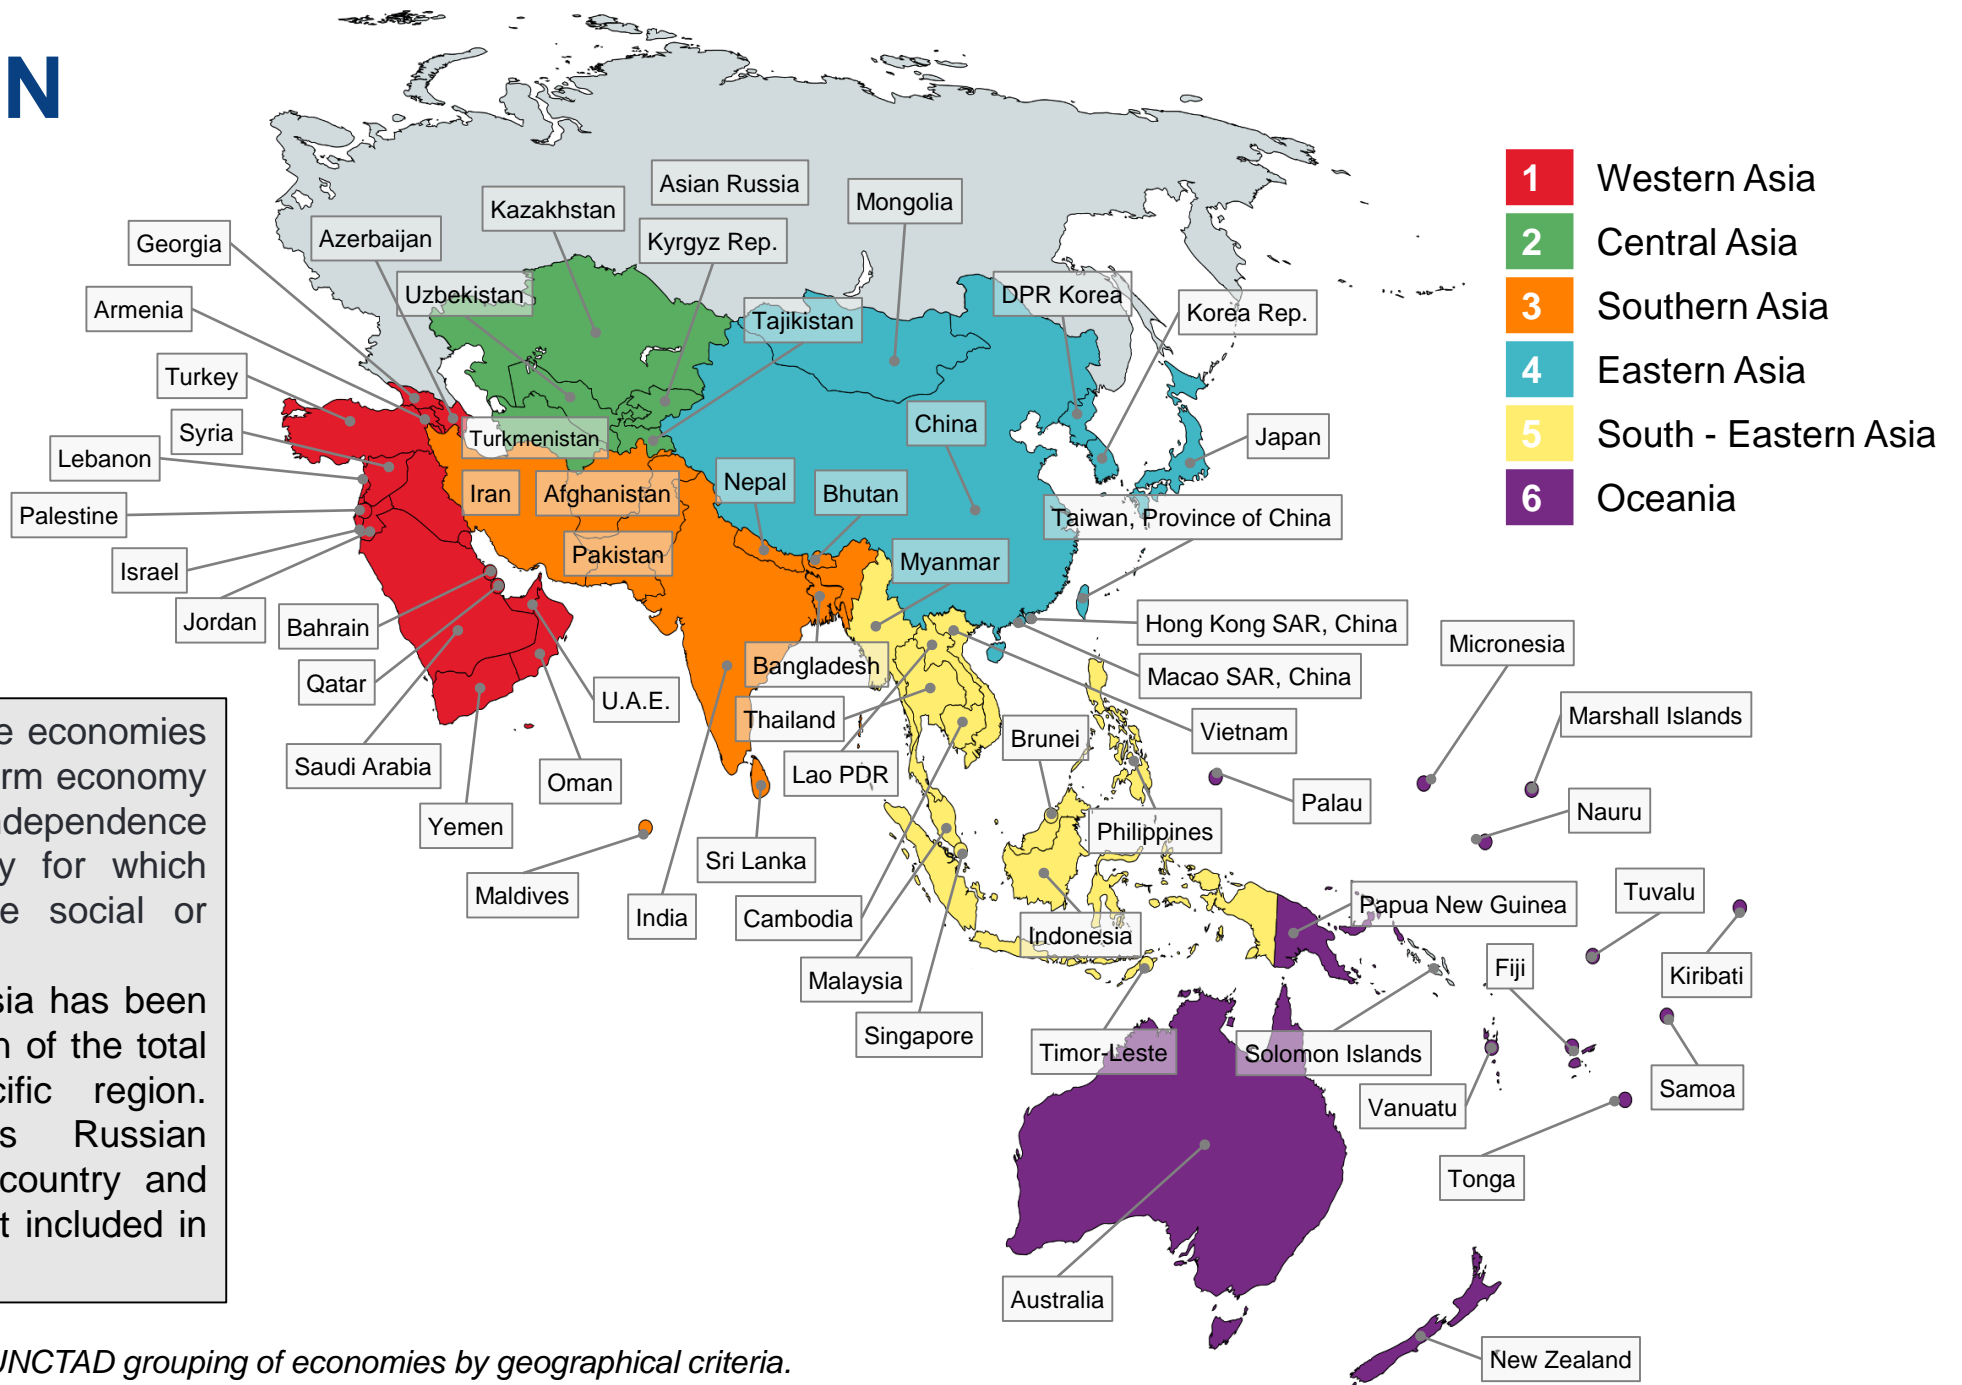 N
Asian Russia
Kazakhstan
Mongolia
Georgia
Azerbaijan
Kyrgyz Rep.
Armenia
Uzbekistan
Tajikistan
DPR Korea
Korea Rep.
Turkey
Syria
Turkmenistan
China
Japan
Lebanon
Iran
Afghanistan
Nepal
Bhutan
Palestine
Taiwan, Province of China
Israel
Pakistan
Myanmar
Jordan
Bahrain
Hong Kong SAR, China
Micronesia
Qatar
U.A.E.
Bangladesh
Macao SAR, China
Marshall Islands
Thailand
Brunei
Vietnam
Saudi Arabia
Oman
Lao PDR
Palau
Nauru
Yemen
Philippines
Sri Lanka
Maldives
India
Cambodia
Indonesia
Papua New Guinea
Tuvalu
Kiribati
Malaysia
Fiji
Singapore
Timor-Leste
Solomon Islands
Samoa
Vanuatu
Tonga
Australia
New Zealand
1 Western Asia
2 Central Asia
3 Southern Asia
4 Eastern Asia
5 South - Eastern Asia
6 Oceania
economies
rm economy
ndependence
y for which
e social or
sia has been
n of the total
cific region.
s Russian
country and
t included in
UNCTAD grouping of economies by geographical criteria.